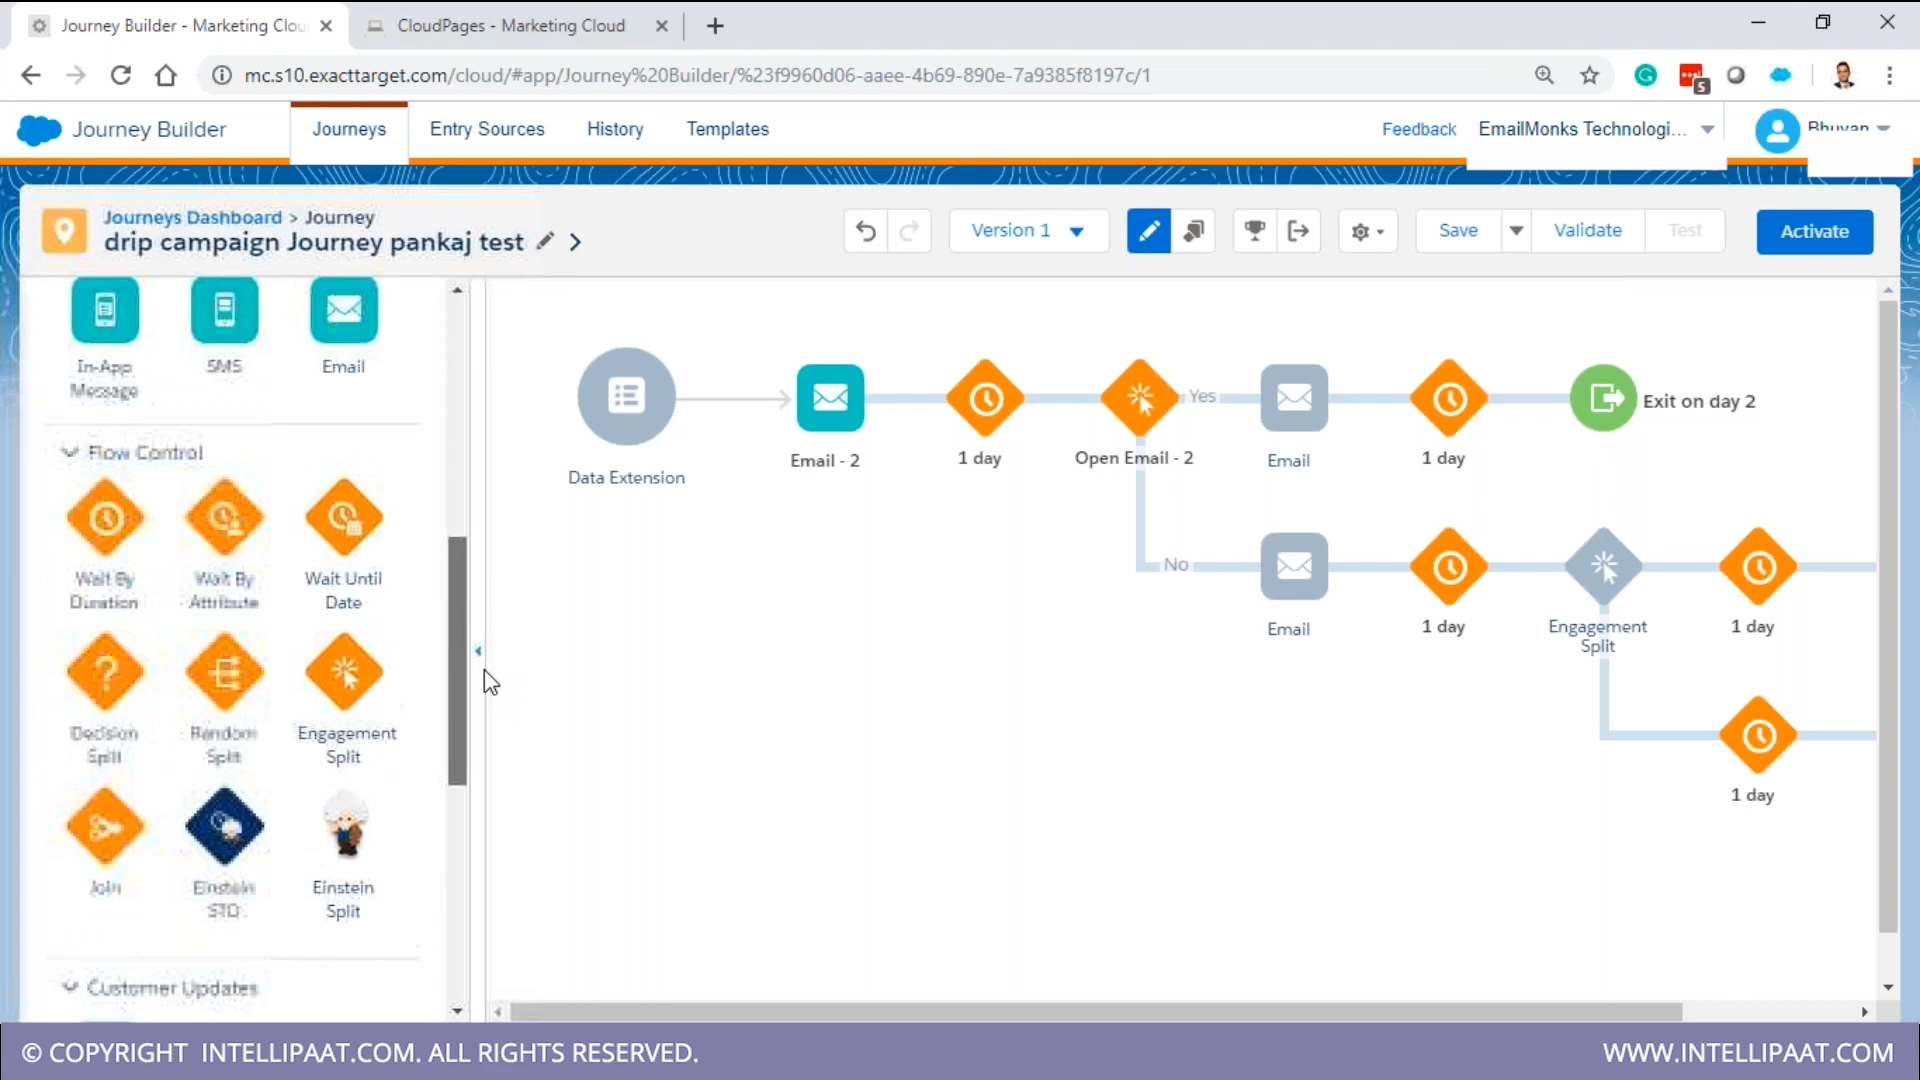 Journey Builder - Marketing Clou
CloudPages - Marketing Cloud
mc.s10.exacttarget.com/cloud/#app/Journey%20Builder/%23f9960d06-aaee-4b69-890e-7a9385f8197c/1
5
Journey Builder
Journeys
Entry Sources
History
Templates
Feedback
EmailMonks Technologi...
Bhuvan
Journeys Dashboard > Journey
drip campaign Journey pankaj test
Version 1
Save
Validate
Test
Activate
In-App
Message
SMS
Email
Flow Control
Wait By
Duration
Wait By
Attribute
Wait Until
Date
Decision
Split
Random
Split
Engagement
Split
Join
Einstein
STO
Einstein
Split
Customer Updates
Data Extension
Email - 2
1 day
Open Email - 2
Yes
Email
1 day
Exit on day 2
No
Email
1 day
Engagement
Split
1 day
1 day
© COPYRIGHT INTELLIPAAT.COM. ALL RIGHTS RESERVED.
WWW.INTELLIPAAT.COM